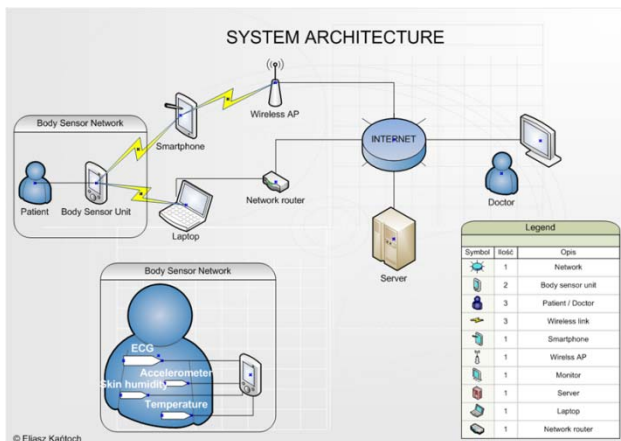 SYSTEM ARCHITECTURE
Body Sensor Network
Patient
Body Sensor Unit
Smartphone
Wireless AP
Laptop
Network router
INTERNET
Server
Doctor
Body Sensor Network
ECG
Accelerometer
Skin humidity
Temperature
Legend
Symbol Ilość Opis
1 Network
2 Body sensor unit
3 Patient / Doctor
3 Wireless link
1 Smartphone
1 Wirelss AP
1 Monitor
1 Server
1 Laptop
1 Network router
© Eliasz Kańtoch